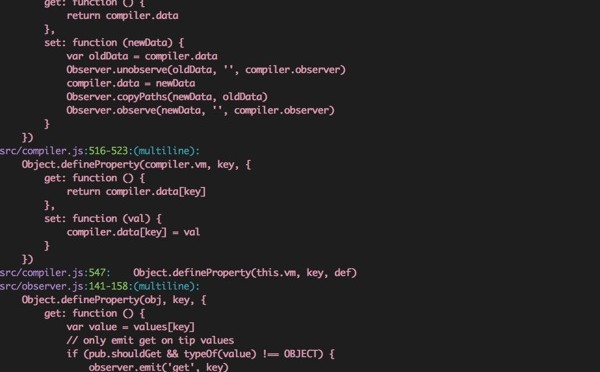 get: function () {
return compiler.data
},
set: function (newData) {
var oldData = compiler.data
Observer.unobserve(oldData, '', compiler.observer)
compiler.data = newData
Observer.copyPaths(newData, oldData)
Observer.observe(newData, '', compiler.observer)
}
})
src/compiler.js:516-523:(multiline):
Object.defineProperty(compiler.vm, key, {
get: function () {
return compiler.data[key]
},
set: function (val) {
compiler.data[key] = val
}
})
src/compiler.js:547: Object.defineProperty(this.vm, key, def)
src/observer.js:141-158:(multiline):
Object.defineProperty(obj, key, {
get: function () {
var value = values[key]
// only emit get on tip values
if (pub.shouldGet && typeOf(value) !== OBJECT) {
observer.emit('get', key)